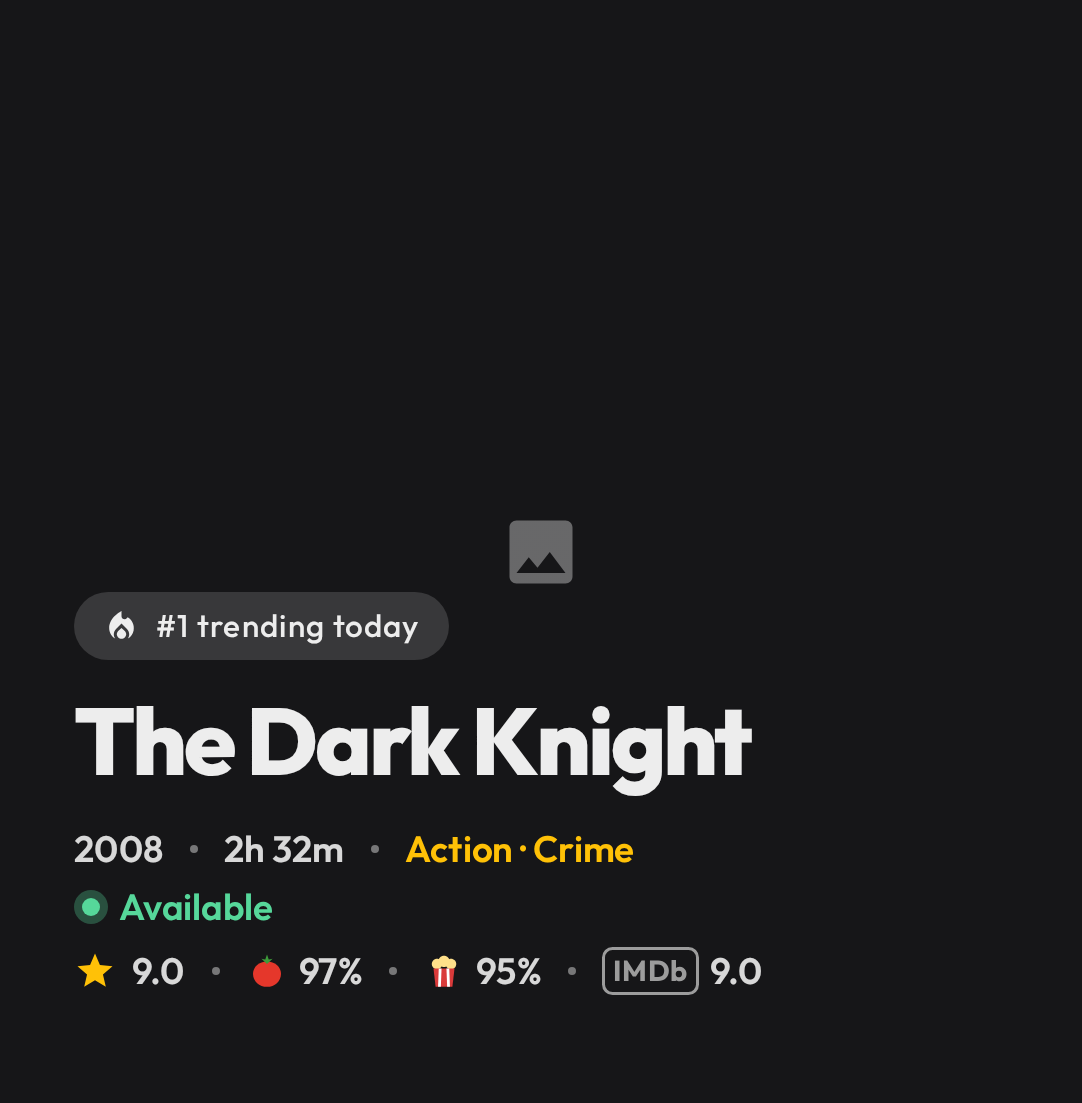 #1 trending today
The Dark Knight
2008 • 2h 32m • Action · Crime
Available
9.0 • 97% • 95% • IMDb 9.0